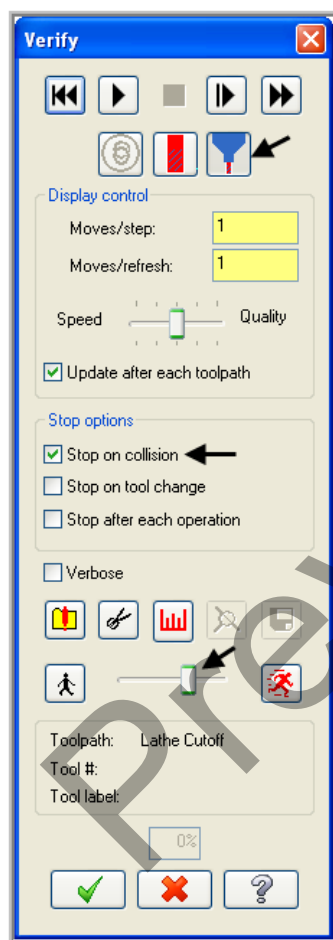 Verify
Display control
Moves/step: 1
Moves/refresh: 1
Speed Quality
Update after each toolpath
Stop options
Stop on collision
Stop on tool change
Stop after each operation
Verbose
Toolpath: Lathe Cutoff
Tool #:
Tool label:
0%
Prev